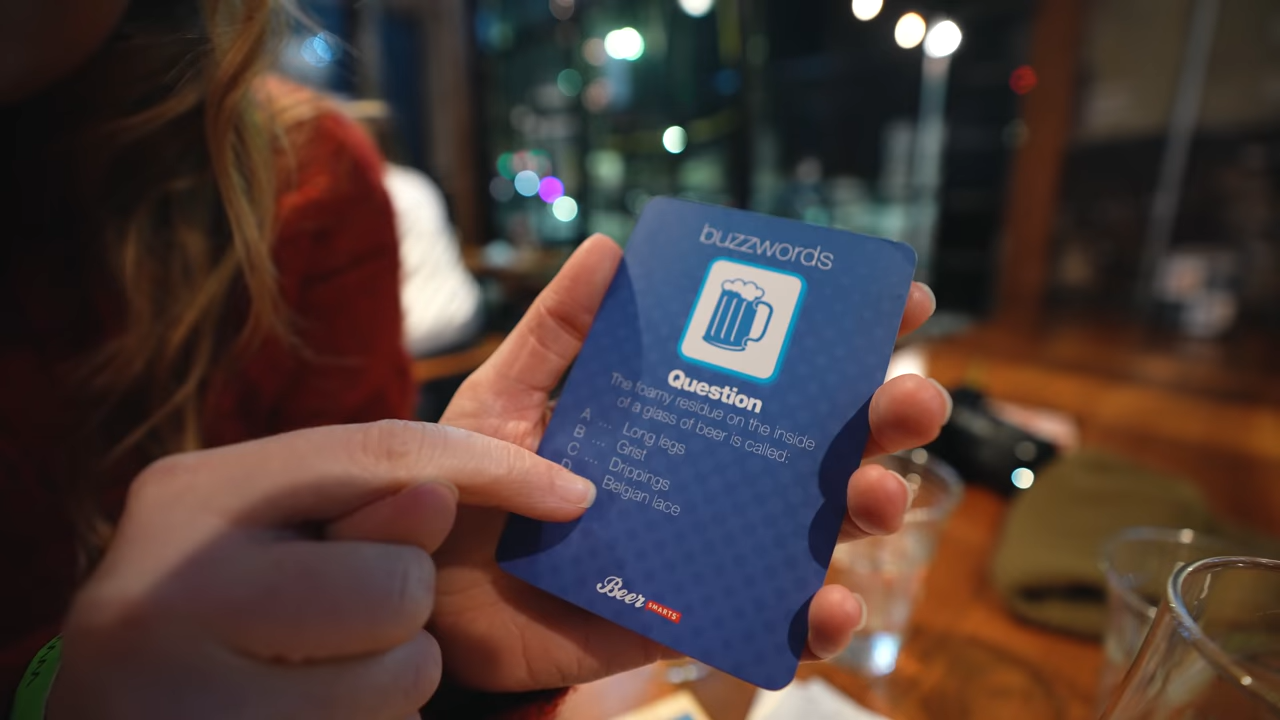 buzzwords
Question
The foamy residue on the inside
of a glass of beer is called:
A ... Long legs
B ... Grist
C ... Drippings
D Belgian lace
Beer SMARTS